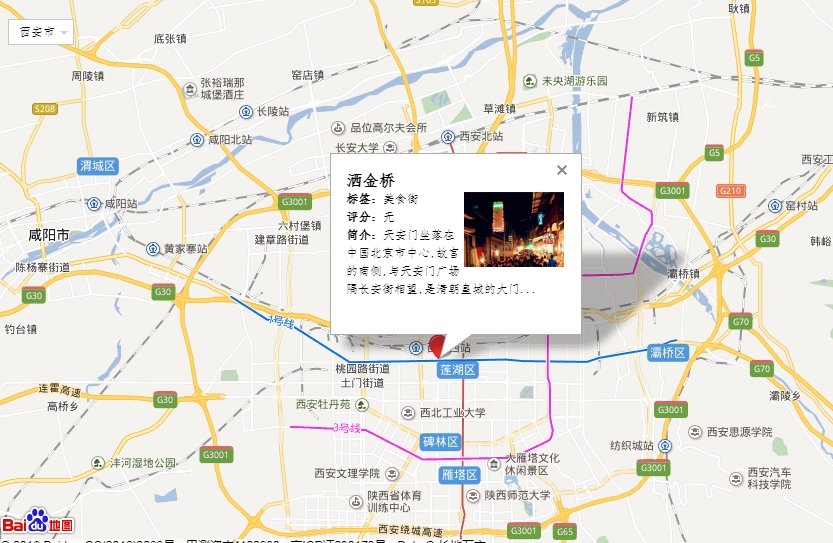 S105
耿镇
西安市
底张镇
G5
周陵镇
窑店镇
张裕瑞那
城堡酒庄
未央湖游乐园
S208
长陵站
草滩镇
新筑镇
品位高尔夫会所
咸阳北站
西安北站
长安大学
G5
西安工
渭城区
G3001
G210
咸阳站
G3001
窑村站
咸阳市
六村堡镇
建章路街道
G30
韩峪
黄家寨站
陈杨寨街道
灞桥镇
G30
G30
洒金桥
标签：美食街
评分：无
简介：天安门坐落在
中国北京市中心,故宫
的南侧,与天安门广场
隔长安街相望,是清朝皇城的大门...
1号线
钓台镇
G70
站
灞桥区
桃园路街道
莲湖区
G70
土门街道
连霍高速
高桥乡
G30
西安牡丹苑
西北工业大学
G3001
灞陵乡
3号线
碑林区
纺织城站
西安思源学院
G3001
沣河湿地公园
大雁塔文化
休闲景区
G3001
西安文理学院
雁塔区
西安汽车
科技学院
陕西省体育
训练中心
陕西师范大学
Bai du 地图
西安绕城高速
G3001
G65